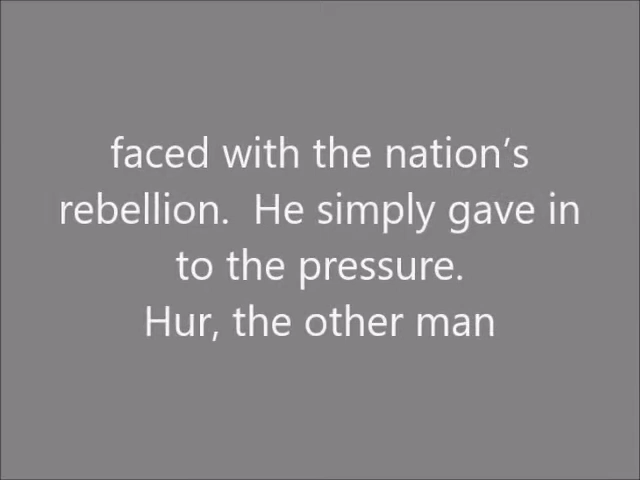 faced with the nation’s
rebellion.  He simply gave in
to the pressure.
Hur, the other man